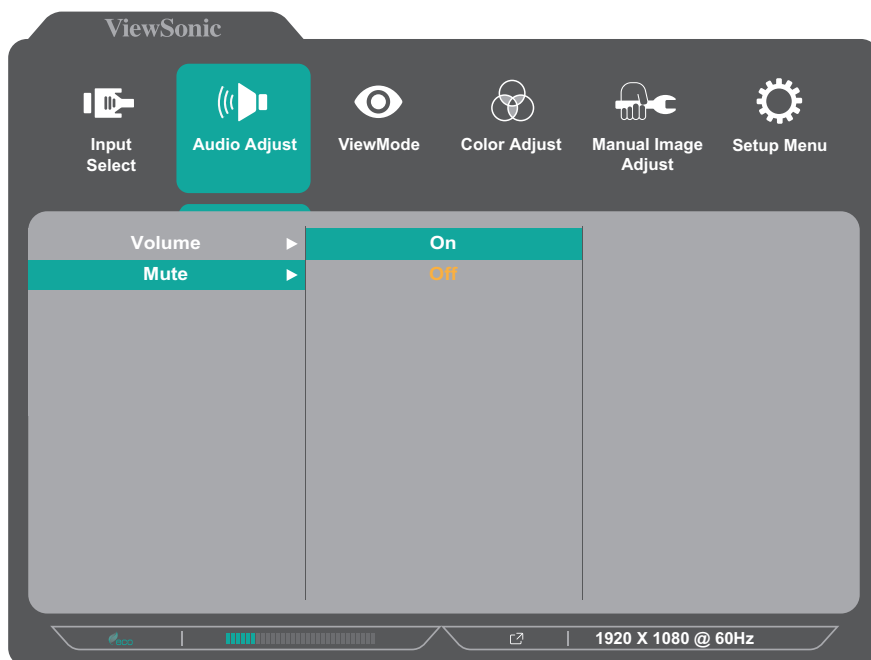 ViewSonic
Input
Select
Audio Adjust
ViewMode
Color Adjust
Manual Image
Adjust
Setup Menu
Volume
On
Mute
Off
eco
1920 X 1080 @ 60Hz